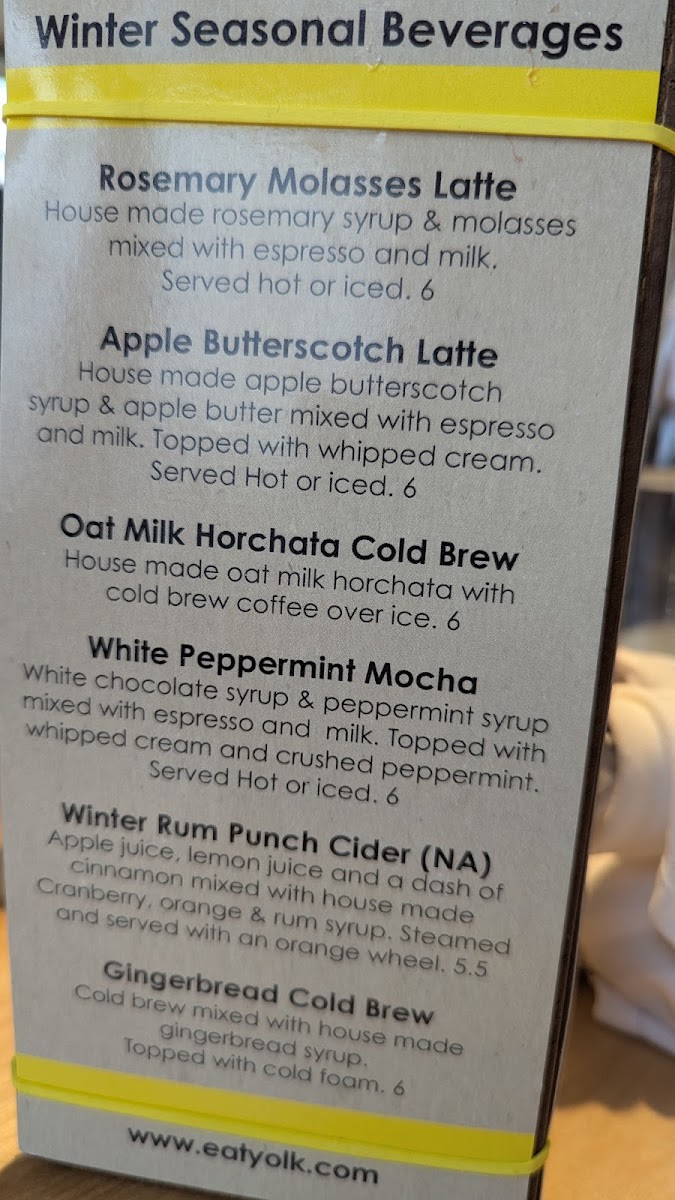 Winter Seasonal Beverages
Rosemary Molasses Latte
House made rosemary syrup & molasses
mixed with espresso and milk.
Served hot or iced. 6
Apple Butterscotch Latte
House made apple butterscotch
syrup & apple butter mixed with espresso
and milk. Topped with whipped cream.
Served Hot or iced. 6
Oat Milk Horchata Cold Brew
House made oat milk horchata with
cold brew coffee over ice. 6
White Peppermint Mocha
White chocolate syrup & peppermint syrup
mixed with espresso and milk. Topped with
whipped cream and crushed peppermint.
Served Hot or iced. 6
Winter Rum Punch Cider (NA)
Apple juice, lemon juice and a dash of
cinnamon mixed with house made
Cranberry, orange & rum syrup. Steamed
and served with an orange wheel. 5.5
Gingerbread Cold Brew
Cold brew mixed with house made
gingerbread syrup.
Topped with cold foam. 6
www.eatyolk.com